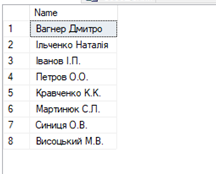 Name
1 Вагнер Дмитро
2 Ільченко Наталія
3 Іванов І.П.
4 Петров О.О.
5 Кравченко К.К.
6 Мартинюк С.Л.
7 Синиця О.В.
8 Висоцький М.В.